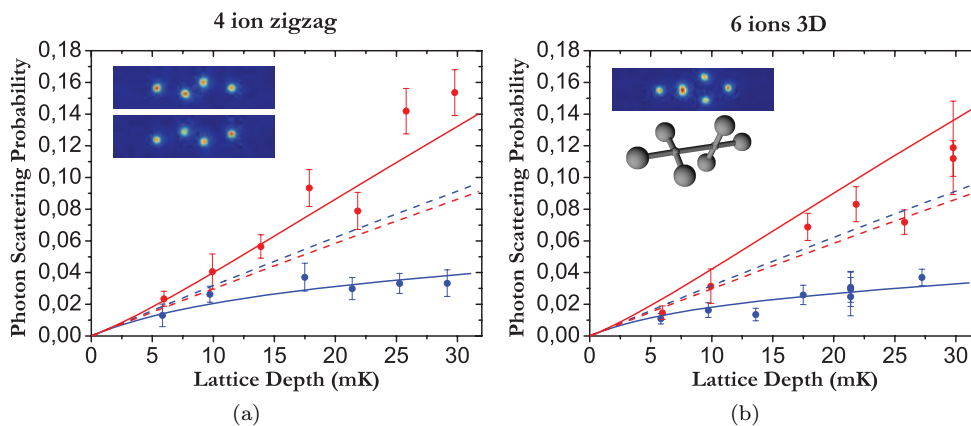 4 ion zigzag
6 ions 3D
Photon Scattering Probability
0,18
0,16
0,14
0,12
0,10
0,08
0,06
0,04
0,02
0,00
0 5 10 15 20 25 30
Lattice Depth (mK)
(a)
Photon Scattering Probability
0,18
0,16
0,14
0,12
0,10
0,08
0,06
0,04
0,02
0,00
0 5 10 15 20 25 30
Lattice Depth (mK)
(b)